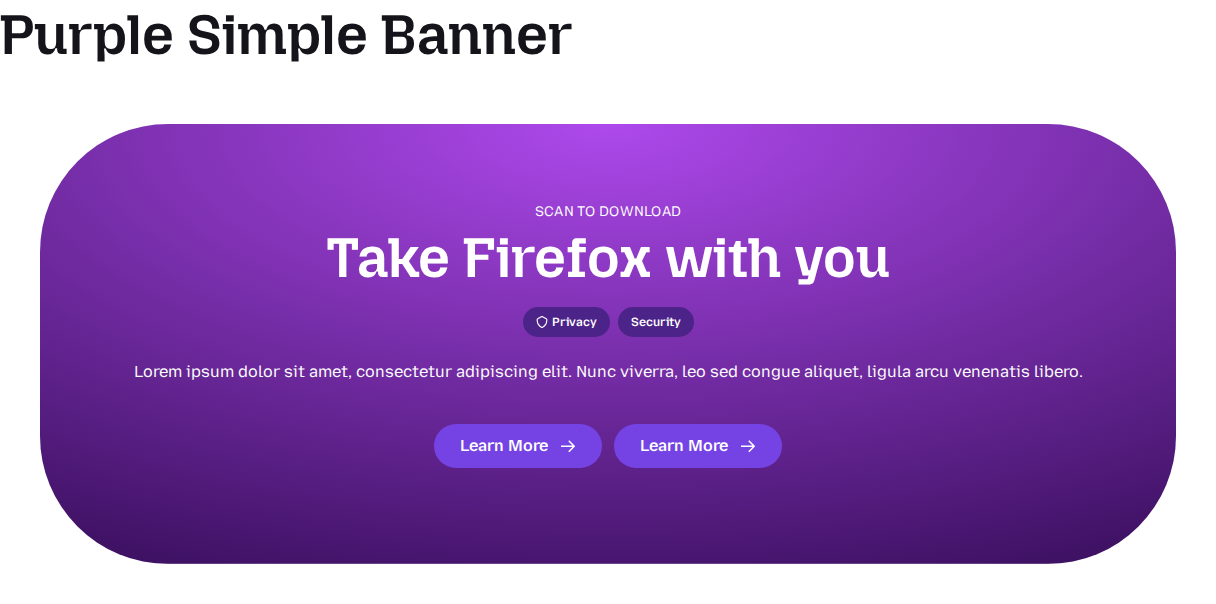 Purple Simple Banner
SCAN TO DOWNLOAD
Take Firefox with you
Privacy Security
Lorem ipsum dolor sit amet, consectetur adipiscing elit. Nunc viverra, leo sed congue aliquet, ligula arcu venenatis libero.
Learn More Learn More